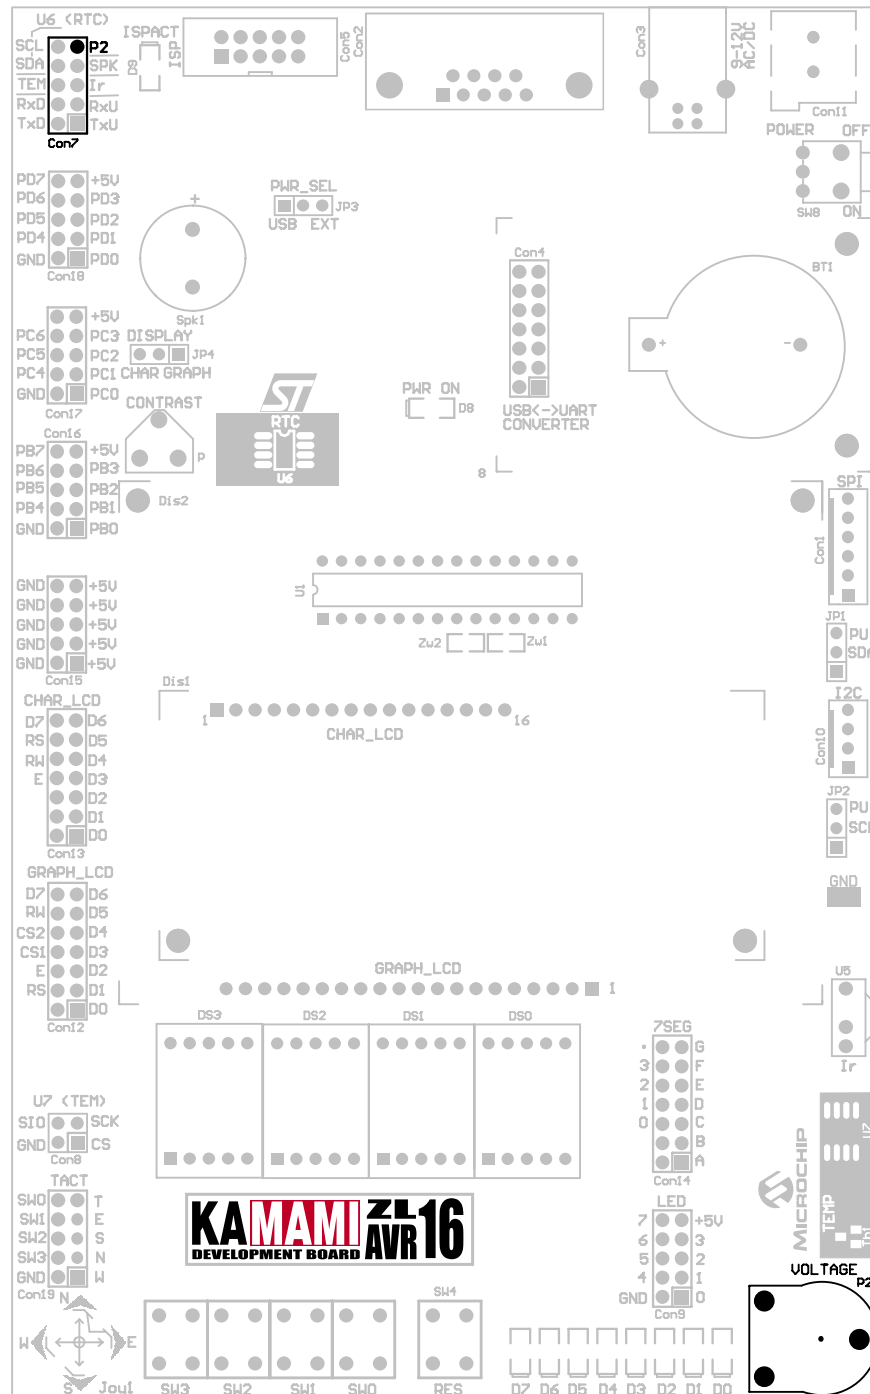 U6 (RTC)
SCL P2
SDA SPK
TEM Ir
RxD RxU
TxD TxU
Con7
ISPACT
D9
ISP
Con5
Con2
Con3
9-12V
AC/DC
Con11
POWER OFF
SW8 ON
PD7 +5V
PD6 PD3
PD5 PD2
PD4 PD1
GND PD0
Con18
+
Spk1
PWR_SEL
JP3
USB EXT
Con4
USB<->UART
CONVERTER
BT1
+ -
+5V
PC6 PC3
PC5 PC2
PC4 PC1
GND PC0
Con17
DISPLAY
JP4
CHAR GRAPH
CONTRAST
P
ST
RTC
U6
PWR ON
D8
8
Con16
PB7 +5V
PB6 PB3
PB5 PB2
PB4 PB1
GND PB0
Dis2
SPI
Con1
U1
Zw2 Zw1
JP1
PU
SDA
GND +5V
GND +5V
GND +5V
GND +5V
GND +5V
Con15
Dis1
1 16
CHAR_LCD
I2C
Con10
JP2
PU
SCL
GND
CHAR_LCD
D7 D6
RS D5
RW D4
E D3
D2
D1
D0
Con13
GRAPH_LCD
D7 D6
RW D5
CS2 D4
CS1 D3
E D2
RS D1
D0
Con12
GRAPH_LCD
1
U5
Ir
DS3 DS2 DS1 DS0
7SEG
. G
3 F
2 E
1 D
0 C
B
A
Con14
U7 (TEM)
SIO SCK
GND CS
Con8
MICROCHIP
TEMP
U7
TACT
SW0 T
SW1 E
SW2 S
SW3 N
GND W
Con19
N
W E
S Joy1
KAMAMI
DEVELOPMENT BOARD
ZL
AVR 16
LED
7 +5V
6 3
5 2
4 1
GND 0
Con9
VOLTAGE
P2
SW4
SW3 SW2 SW1 SW0 RES
D7 D6 D5 D4 D3 D2 D1 D0